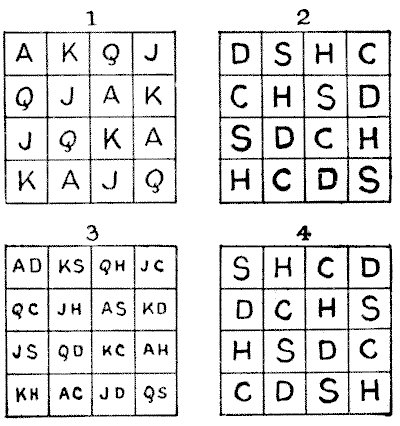 1
A K Q J
Q J A K
J Q K A
K A J Q
2
D S H C
C H S D
S D C H
H C D S
3
AD KS QH JC
QC JH AS KD
JS QD KC AH
KH AC JD QS
4
S H C D
D C H S
H S D C
C D S H